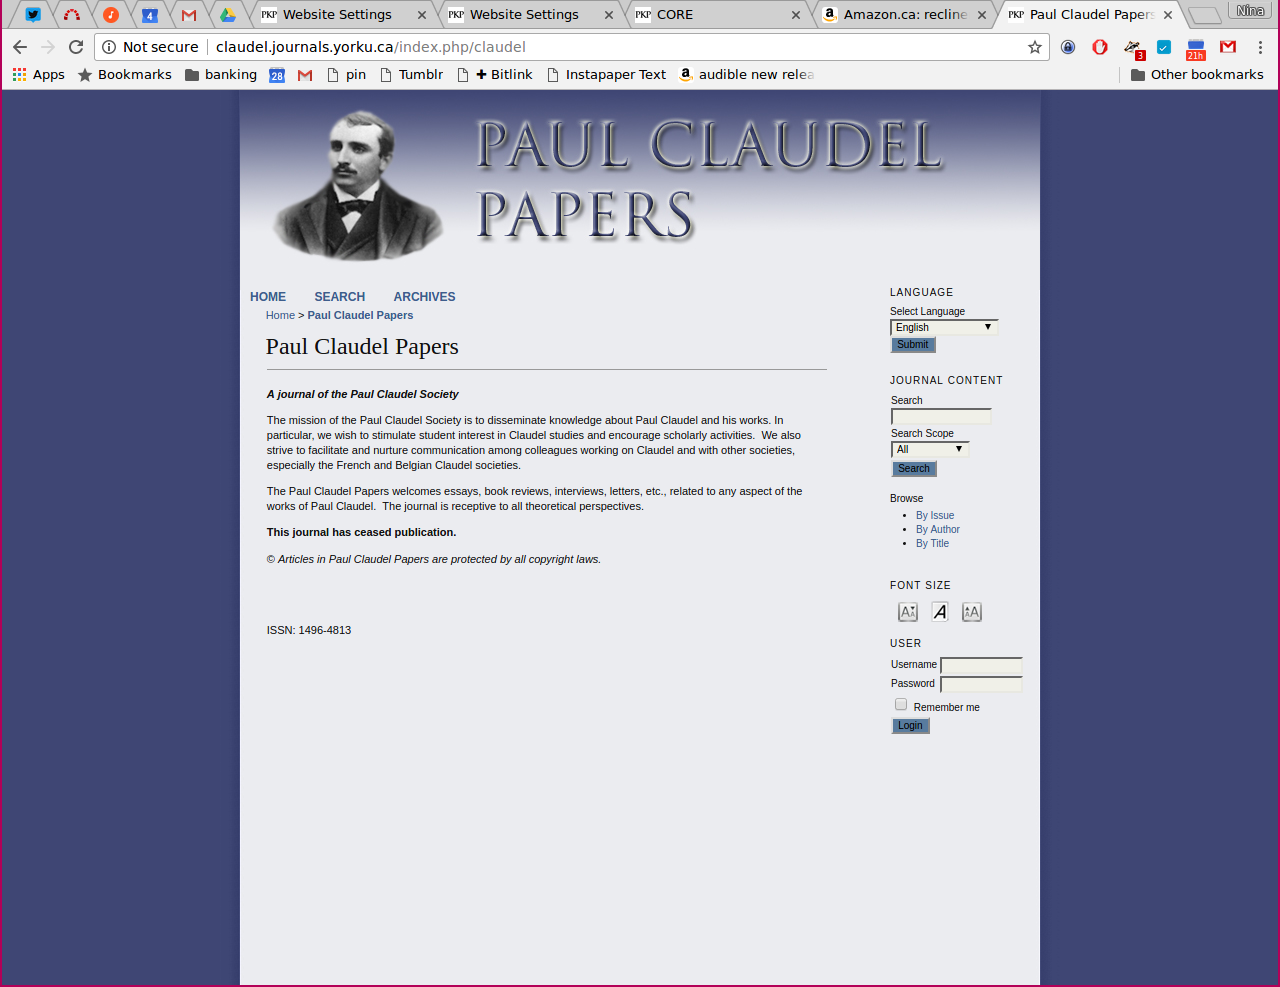 PKP Website Settings
PKP Website Settings
PKP CORE
Amazon.ca: recline
PKP Paul Claudel Papers
Nina
4
Not secure
claudel.journals.yorku.ca/index.php/claudel
3
21h
Apps
Bookmarks
banking
28
pin
Tumblr
✚ Bitlink
Instapaper Text
audible new relea
Other bookmarks
PAUL CLAUDEL
PAPERS
HOME SEARCH ARCHIVES
Home > Paul Claudel Papers
Paul Claudel Papers
A journal of the Paul Claudel Society
The mission of the Paul Claudel Society is to disseminate knowledge about Paul Claudel and his works. In
particular, we wish to stimulate student interest in Claudel studies and encourage scholarly activities.  We also
strive to facilitate and nurture communication among colleagues working on Claudel and with other societies,
especially the French and Belgian Claudel societies.
The Paul Claudel Papers welcomes essays, book reviews, interviews, letters, etc., related to any aspect of the
works of Paul Claudel.  The journal is receptive to all theoretical perspectives.
This journal has ceased publication.
© Articles in Paul Claudel Papers are protected by all copyright laws.
ISSN: 1496-4813
LANGUAGE
Select Language
English
Submit
JOURNAL CONTENT
Search
Search Scope
All
Search
Browse
By Issue
By Author
By Title
FONT SIZE
A A AA
USER
Username
Password
Remember me
Login